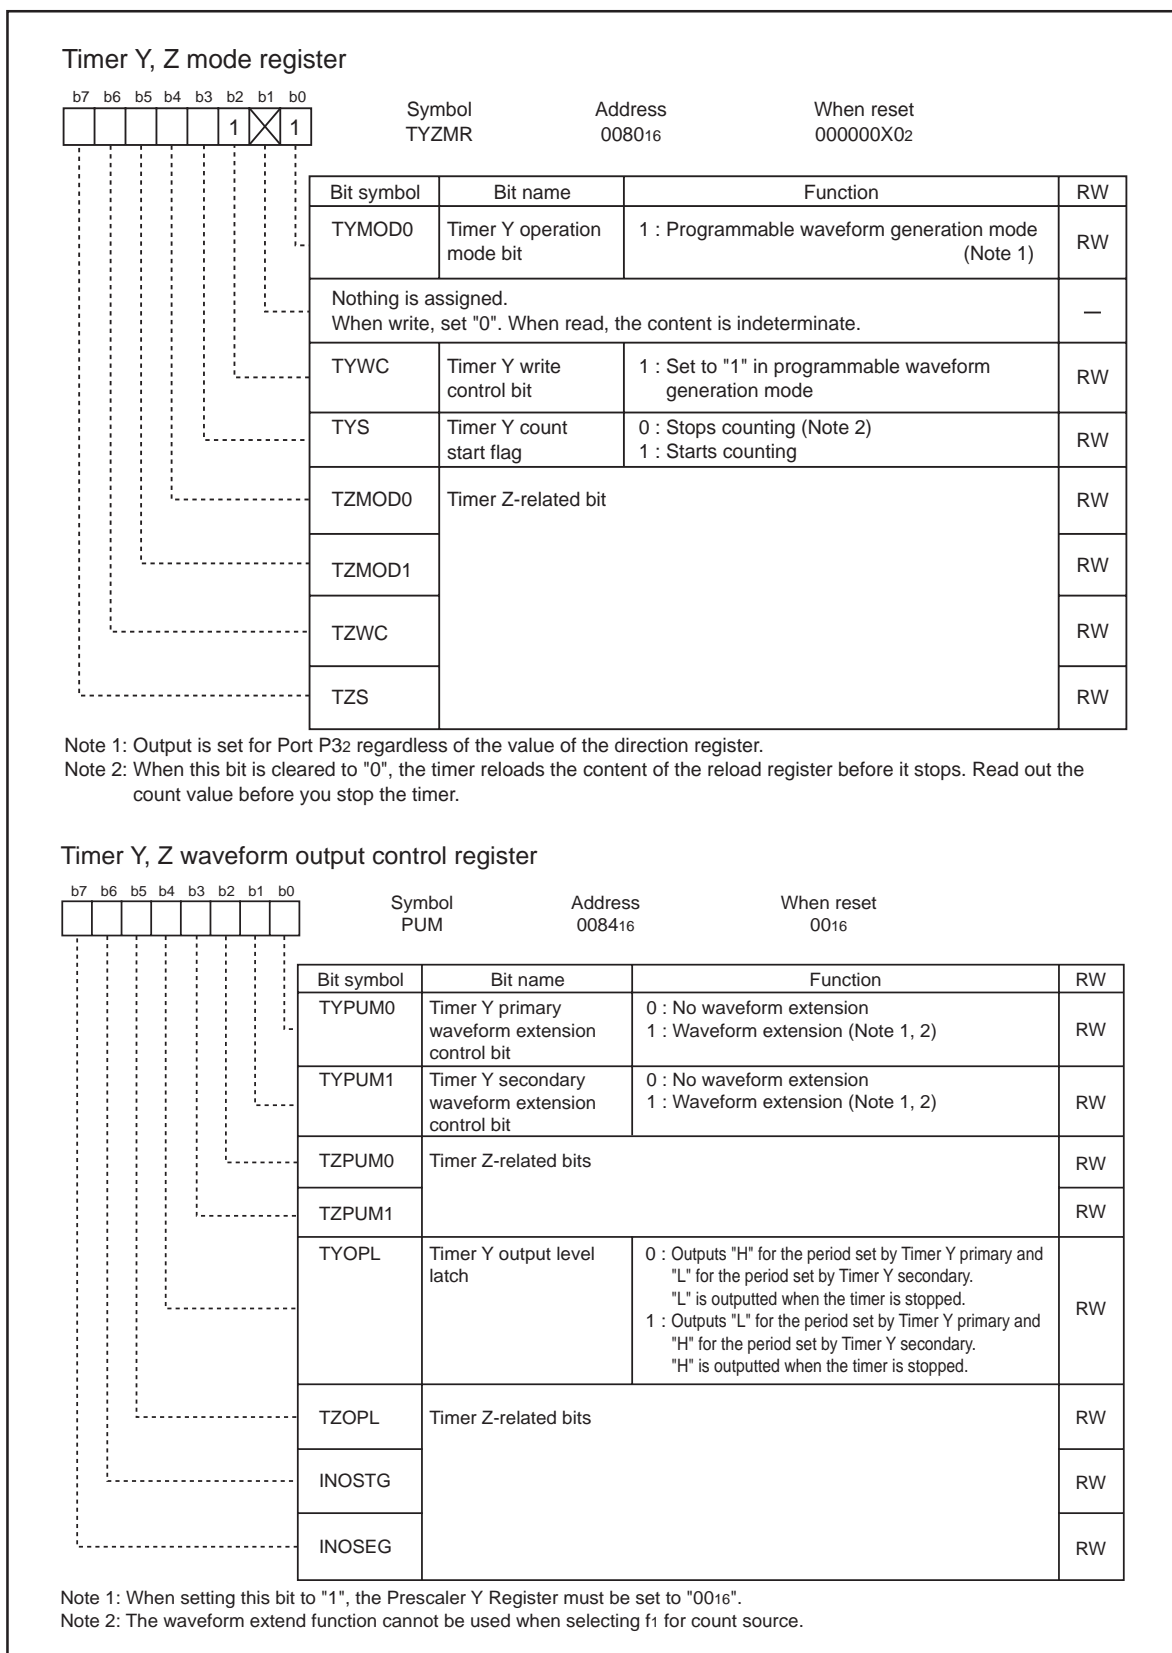 Timer Y, Z mode register
b7 b6 b5 b4 b3 b2 b1 b0
1 1
Symbol Address When reset
TYZMR 008016 000000X02
Bit symbol Bit name Function RW
TYMOD0 Timer Y operation mode bit 1 : Programmable waveform generation mode (Note 1) RW
Nothing is assigned.
When write, set "0". When read, the content is indeterminate. —
TYWC Timer Y write control bit 1 : Set to "1" in programmable waveform generation mode RW
TYS Timer Y count start flag 0 : Stops counting (Note 2)
1 : Starts counting RW
TZMOD0 Timer Z-related bit RW
TZMOD1 RW
TZWC RW
TZS RW
Note 1: Output is set for Port P32 regardless of the value of the direction register.
Note 2: When this bit is cleared to "0", the timer reloads the content of the reload register before it stops. Read out the
count value before you stop the timer.
Timer Y, Z waveform output control register
b7 b6 b5 b4 b3 b2 b1 b0
Symbol Address When reset
PUM 008416 0016
Bit symbol Bit name Function RW
TYPUM0 Timer Y primary waveform extension control bit 0 : No waveform extension
1 : Waveform extension (Note 1, 2) RW
TYPUM1 Timer Y secondary waveform extension control bit 0 : No waveform extension
1 : Waveform extension (Note 1, 2) RW
TZPUM0 Timer Z-related bits RW
TZPUM1 RW
TYOPL Timer Y output level latch 0 : Outputs "H" for the period set by Timer Y primary and
"L" for the period set by Timer Y secondary.
"L" is outputted when the timer is stopped.
1 : Outputs "L" for the period set by Timer Y primary and
"H" for the period set by Timer Y secondary.
"H" is outputted when the timer is stopped. RW
TZOPL Timer Z-related bits RW
INOSTG RW
INOSEG RW
Note 1: When setting this bit to "1", the Prescaler Y Register must be set to "0016".
Note 2: The waveform extend function cannot be used when selecting f1 for count source.